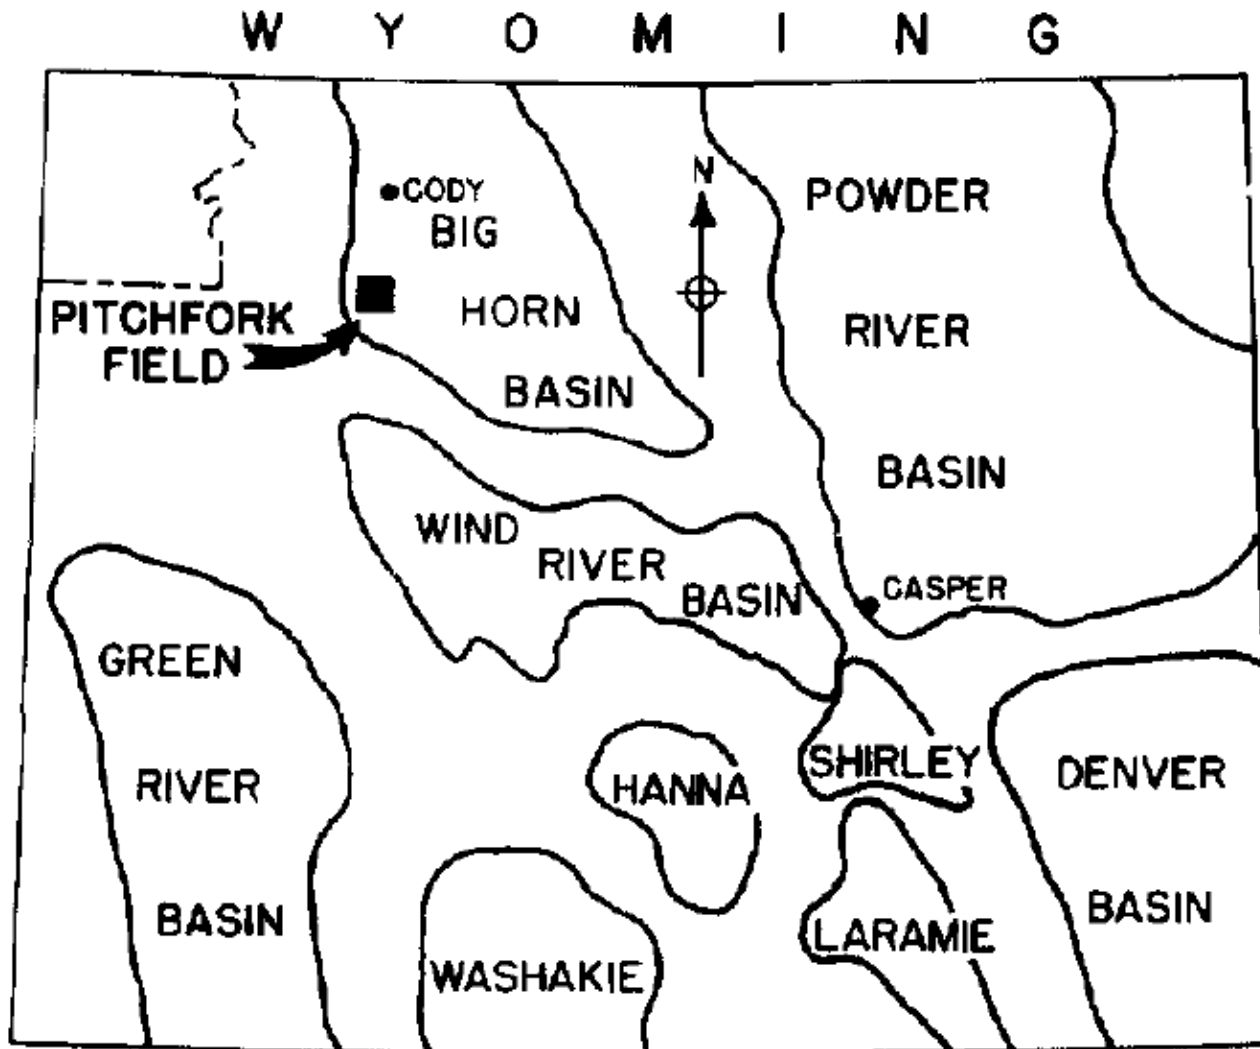 W Y O M I N G
N
CODY
BIG
HORN
BASIN
POWDER
RIVER
BASIN
PITCHFORK
FIELD
WIND
RIVER
BASIN
CASPER
GREEN
RIVER
BASIN
HANNA
SHIRLEY
DENVER
BASIN
WASHAKIE
LARAMIE